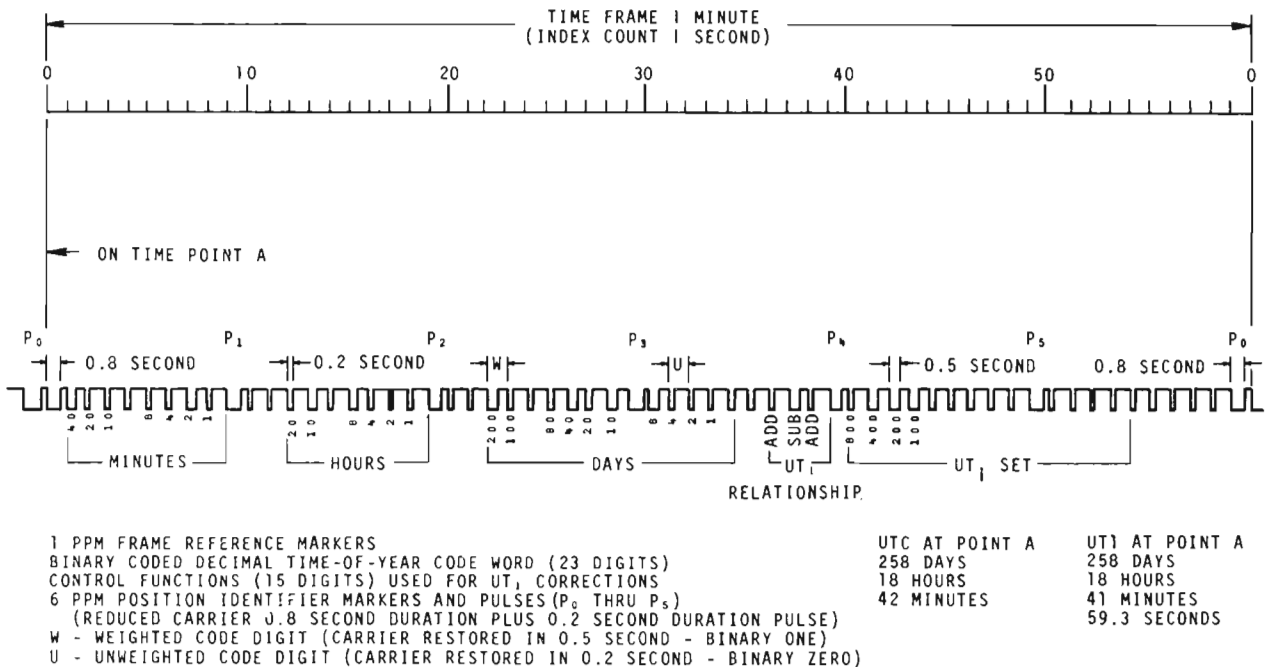 TIME FRAME 1 MINUTE
(INDEX COUNT 1 SECOND)
0 10 20 30 40 50 0
ON TIME POINT A
P₀ P₁ P₂ P₃ P₄ P₅ P₀
0.8 SECOND 0.2 SECOND W U 0.5 SECOND 0.8 SECOND
40 20 10 8 4 2 1 20 10 8 4 2 1 200 100 80 40 20 10 8 4 2 1 ADD SUB ADD 800 400 200 100
MINUTES HOURS DAYS UT₁ UT₁ SET
RELATIONSHIP
1 PPM FRAME REFERENCE MARKERS
BINARY CODED DECIMAL TIME-OF-YEAR CODE WORD (23 DIGITS)
CONTROL FUNCTIONS (15 DIGITS) USED FOR UT₁ CORRECTIONS
6 PPM POSITION IDENTIFIER MARKERS AND PULSES (P₀ THRU P₅)
(REDUCED CARRIER 0.8 SECOND DURATION PLUS 0.2 SECOND DURATION PULSE)
W - WEIGHTED CODE DIGIT (CARRIER RESTORED IN 0.5 SECOND - BINARY ONE)
U - UNWEIGHTED CODE DIGIT (CARRIER RESTORED IN 0.2 SECOND - BINARY ZERO)
UTC AT POINT A
258 DAYS
18 HOURS
42 MINUTES
UT1 AT POINT A
258 DAYS
18 HOURS
41 MINUTES
59.3 SECONDS